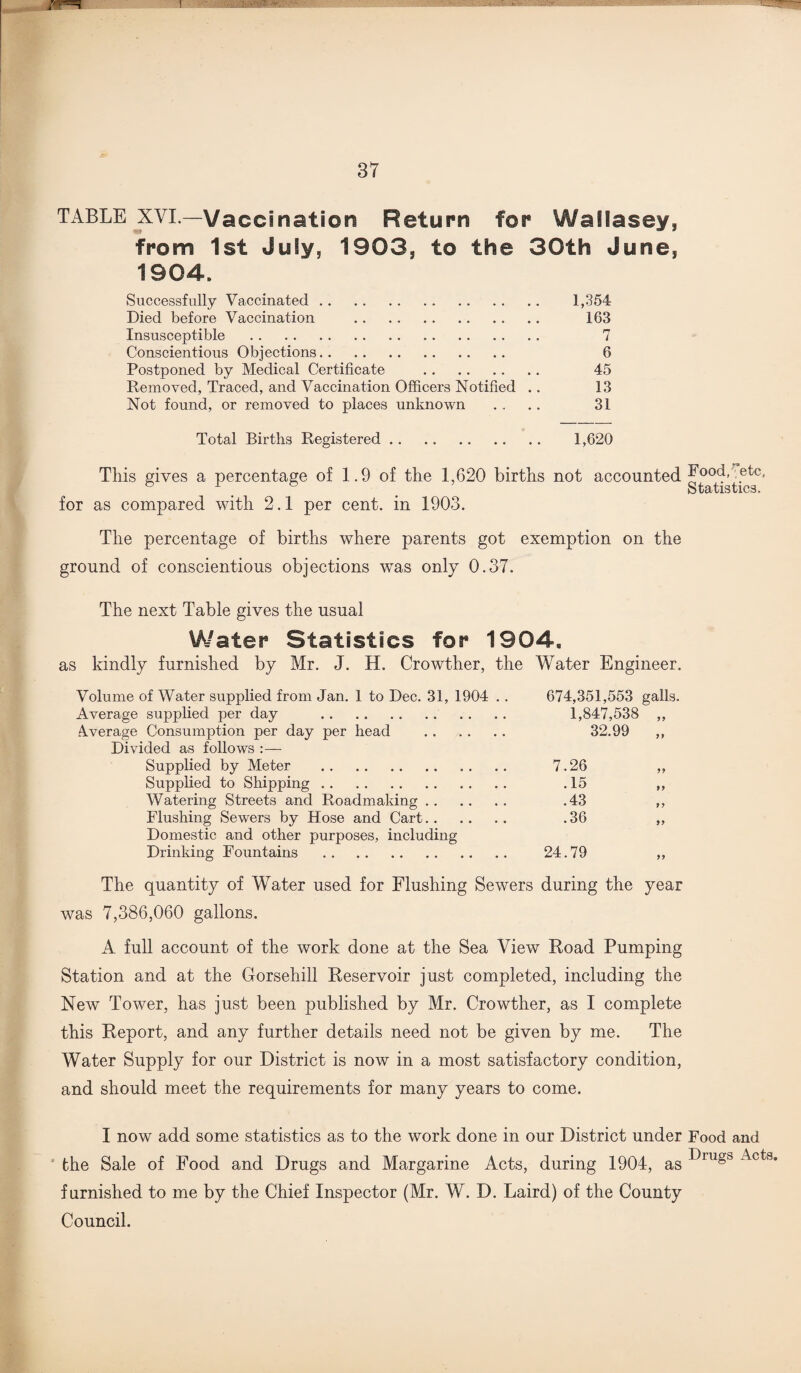 37
TABLE XVI.—Vaccination Return for Wallasey,
from 1st July, 1903, to the 30th June,
1904.
Successfully Vaccinated .. .. .. .. .. .. .. .. 1,354
Died before Vaccination .. .. .. .. .. .. .. 163
Insusceptible .. .. .. .. .. .. .. .. .. .. 7
Conscientious Objections.. .. .. .. .. .. .. 6
Postponed by Medical Certificate .. .. .. .. .. 45
Removed, Traced, and Vaccination Officers Notified .. 13
Not found, or removed to places unknown .. .. 31
Total Births Registered .. .. .. .. .. .. 1,620
This gives a percentage of 1.9 of the 1,620 births not accounted Food, etc,
Statistics.
for as compared with 2.1 per cent. in 1903.
The percentage of births where parents got exemption on the
ground of conscientious objections was only 0.37.
The next Table gives the usual
Water Statistics for 1904,
as kindly furnished by Mr. J. H. Crowther, the Water Engineer.
Volume of Water supplied from Jan. 1 to Dec. 31, 1904 .. 674,351,553 galls.
Average supplied per day .. .. .. .. .. .. .. 1,847,538 ,,
Average Consumption per day per head .. .. .. .. 32.99 ,,
Divided as follows :—
Supplied by Meter .. .. .. .. .. .. .. 7.26 ,,
Supplied to Shipping .. .. .. .. .. .. .. .15 ,,
Watering Streets and Roadmaking .. .. .. .. .43 ,,
Flushing Sewers by Hose and Cart.. .. .. .. .36 ,,
Domestic and other purposes, including
Drinking Fountains .. .. .. .. .. .. .. 24.79 ,,
The quantity of Water used for Flushing Sewers during the year
was 7,386,060 gallons.
A full account of the work done at the Sea View Road Pumping
Station and at the Gorsehill Reservoir just completed, including the
New Tower, has just been published by Mr. Crowther, as I complete
this Report, and any further details need not be given by me. The
Water Supply for our District is now in a most satisfactory condition,
and should meet the requirements for many years to come.
I now add some statistics as to the work done in our District under Food and
the Sale of Food and Drugs and Margarine Acts, during 1904, as Drugs Acts.
furnished to me by the Chief Inspector (Mr. W. D. Laird) of the County
Council.